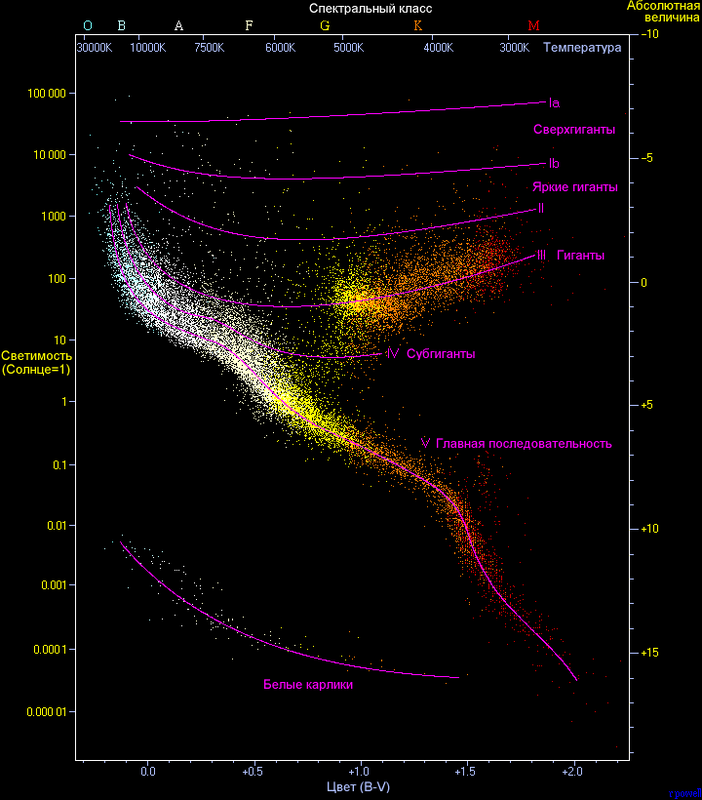 Спектральный класс
Абсолютная
величина
O B A F G K M
30000K 10000K 7500K 6000K 5000K 4000K 3000K Температура
-10
100 000
Ia
Сверхгиганты
10 000
Ib
-5
Яркие гиганты
1000
II
III Гиганты
100
0
10
IV Субгиганты
Светимость
(Солнце=1)
1
+5
V Главная последовательность
0.1
0.01
+10
0.001
0.0001
+15
Белые карлики
0.000 01
0.0 +0.5 +1.0 +1.5 +2.0
Цвет (B-V)
rpowell